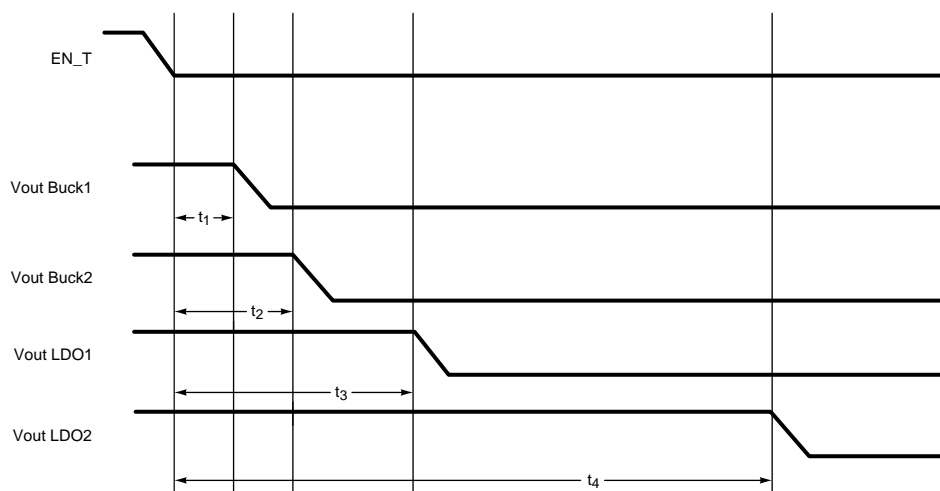 EN_T
Vout Buck1
t1
Vout Buck2
t2
Vout LDO1
t3
Vout LDO2
t4